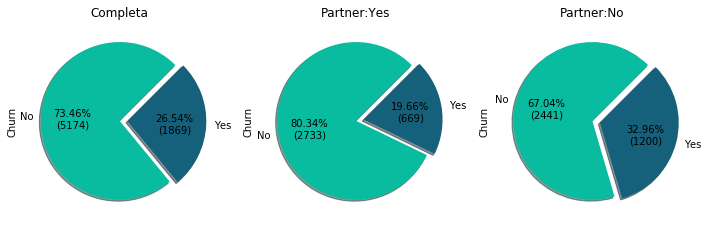 Completa
Churn
No
73.46%
(5174)
26.54%
(1869)
Yes
Partner:Yes
Churn
No
80.34%
(2733)
19.66%
(669)
Yes
Partner:No
Churn
No
67.04%
(2441)
32.96%
(1200)
Yes